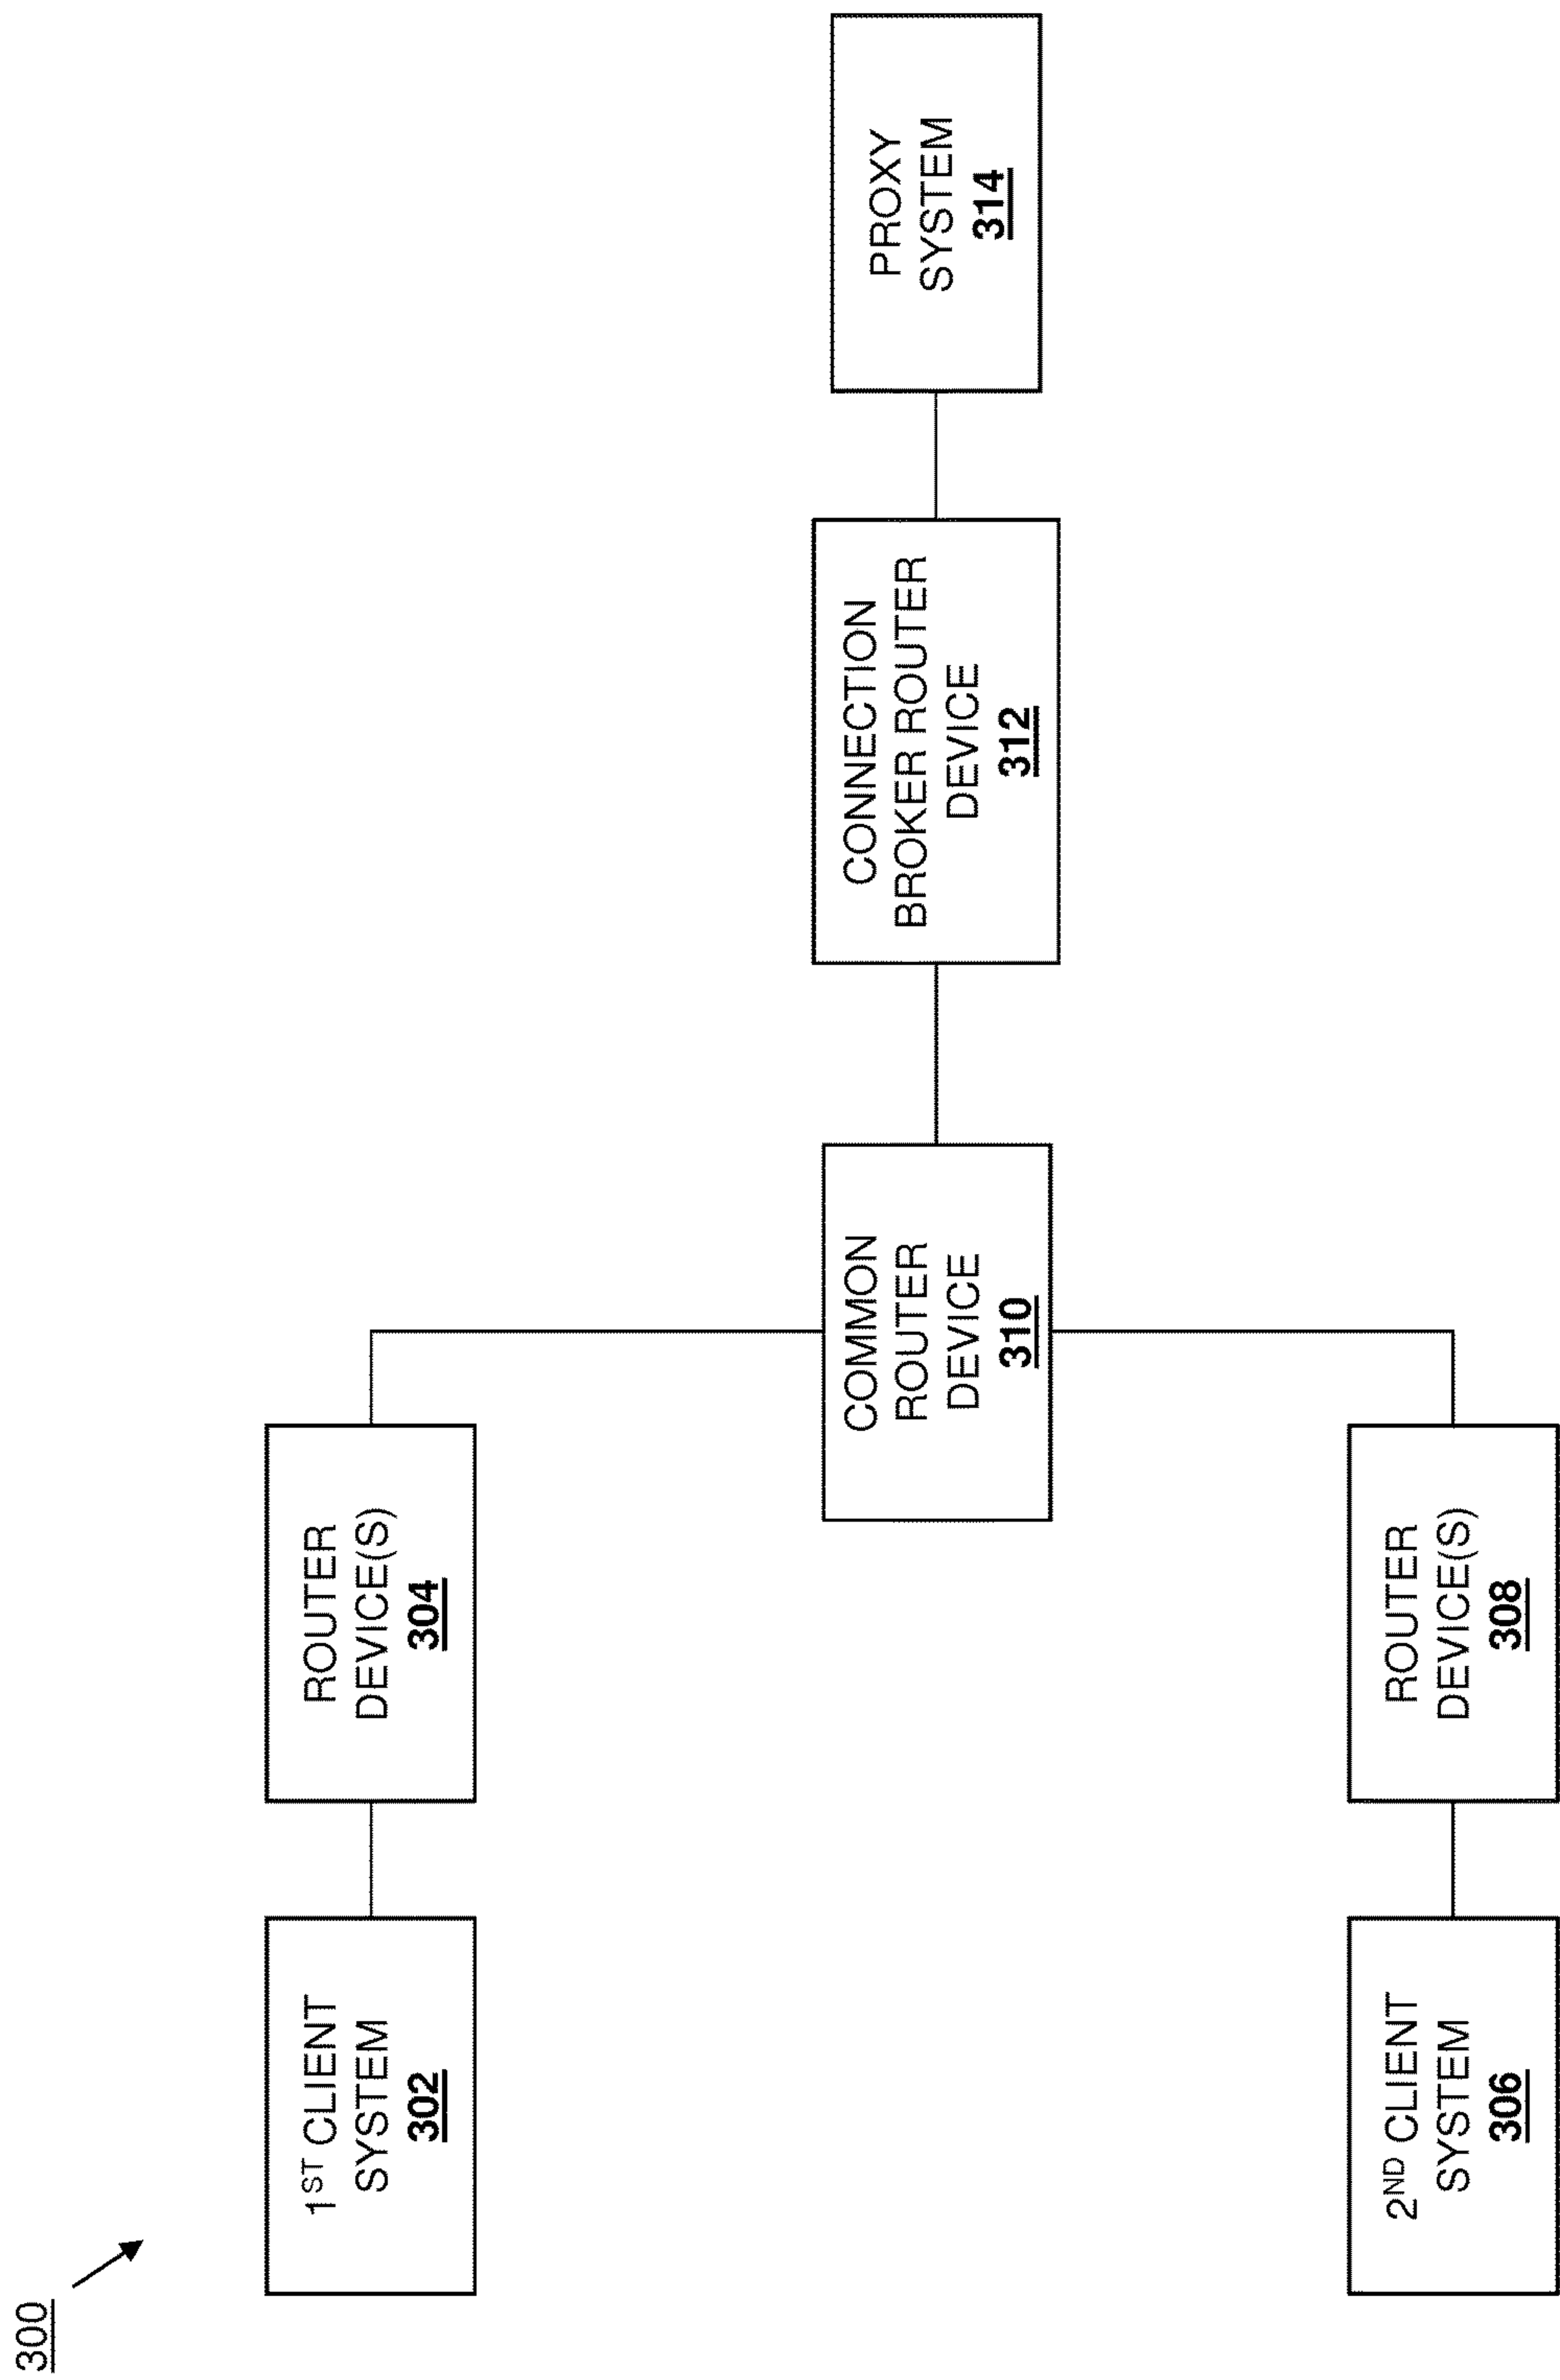 300
1ST CLIENT
SYSTEM
302
ROUTER
DEVICE(S)
304
COMMON
ROUTER
DEVICE
310
CONNECTION
BROKER ROUTER
DEVICE
312
PROXY
SYSTEM
314
2ND CLIENT
SYSTEM
306
ROUTER
DEVICE(S)
308